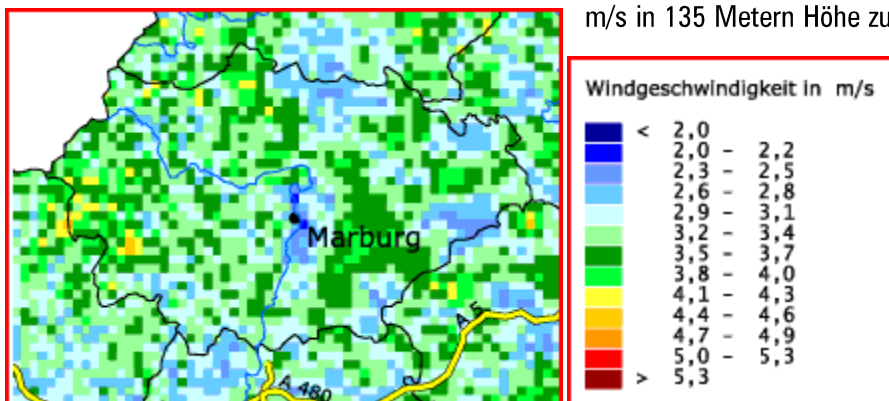 m/s in 135 Metern Höhe zu
Marburg
A 5
A 480
Windgeschwindigkeit in m/s
< 2,0
2,0 – 2,2
2,3 – 2,5
2,6 – 2,8
2,9 – 3,1
3,2 – 3,4
3,5 – 3,7
3,8 – 4,0
4,1 – 4,3
4,4 – 4,6
4,7 – 4,9
5,0 – 5,3
> 5,3